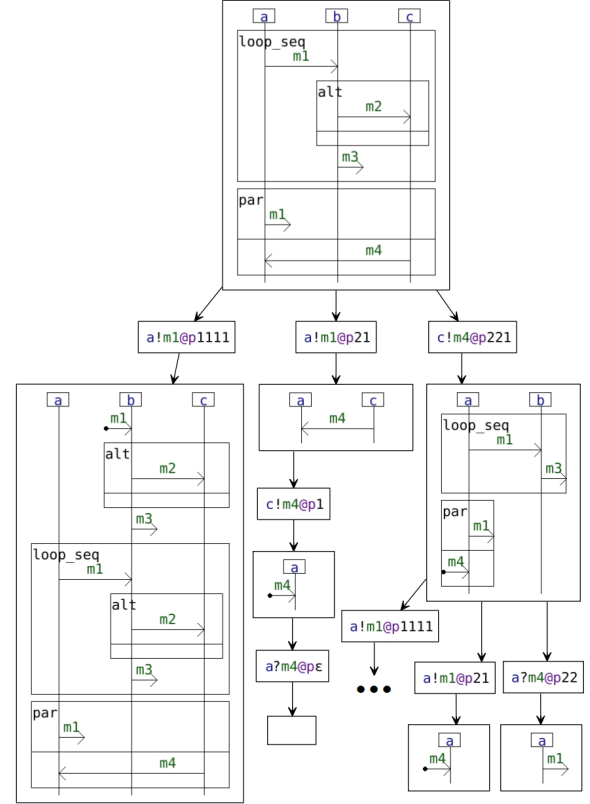 a b c
loop_seq
m1
alt
m2
m3
par
m1
m4
a!m1@p1111
a!m1@p21
c!m4@p221
a b c
m1
alt
m2
m3
loop_seq
m1
alt
m2
m3
par
m1
m4
a c
m4
c!m4@p1
a
m4
a?m4@pε
a b
loop_seq
m1
m3
par
m1
m4
a!m1@p1111
•••
a!m1@p21
a?m4@p22
a
m4
a
m1